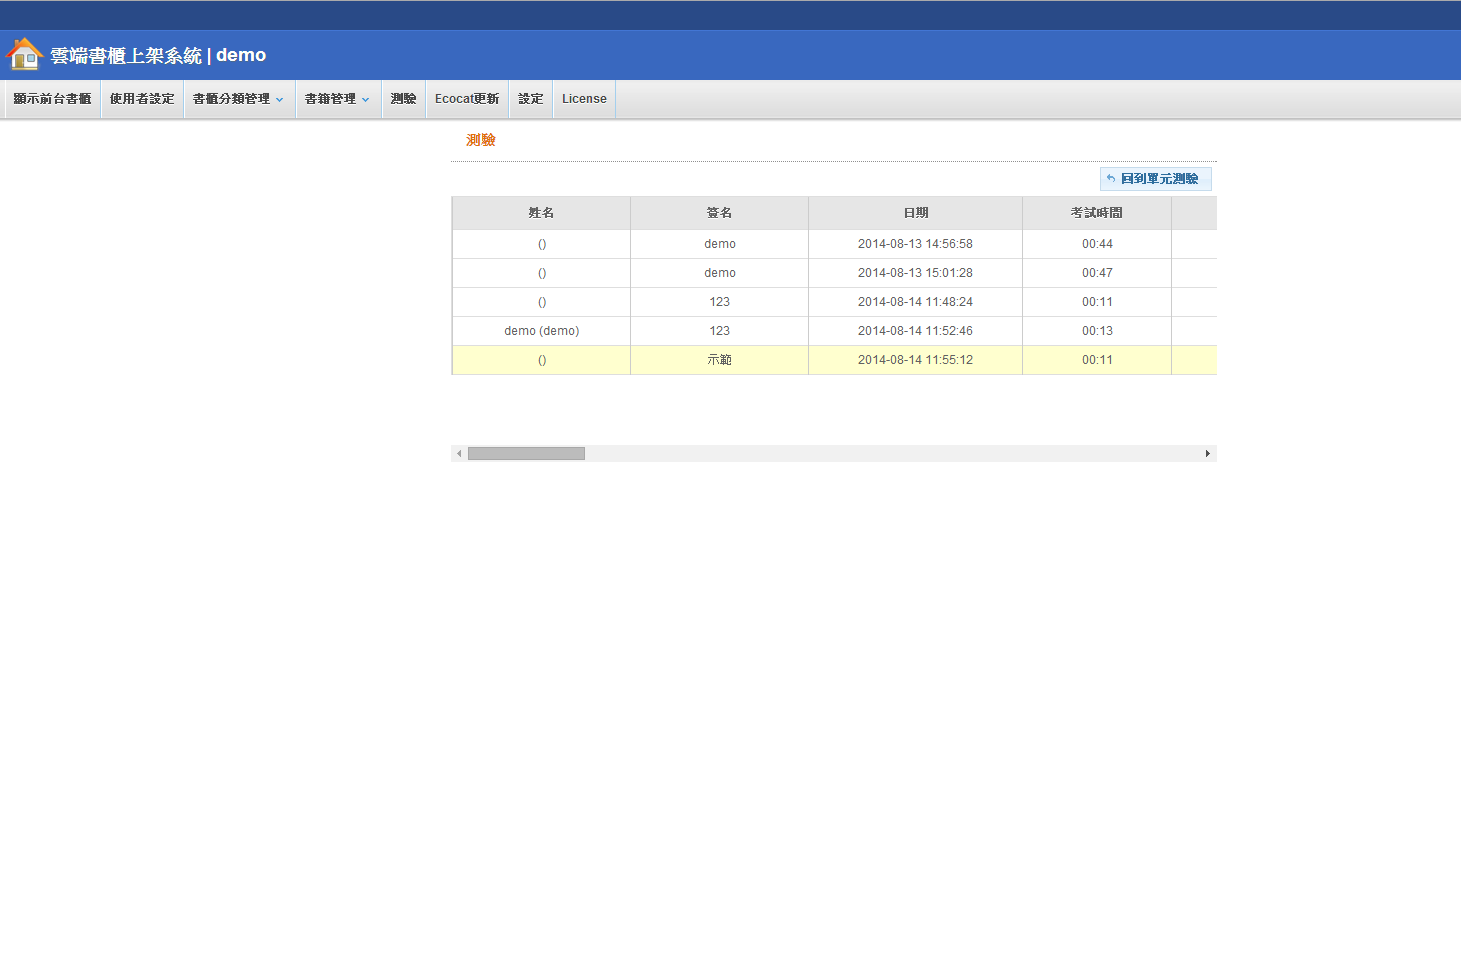 雲端書櫃上架系統 | demo
顯示前台書櫃 使用者設定 書櫃分類管理 書籍管理 測驗 Ecocat更新 設定 License
測驗
回到單元測驗
姓名 簽名 日期 考試時間
() demo 2014-08-13 14:56:58 00:44
() demo 2014-08-13 15:01:28 00:47
() 123 2014-08-14 11:48:24 00:11
demo (demo) 123 2014-08-14 11:52:46 00:13
() 示範 2014-08-14 11:55:12 00:11